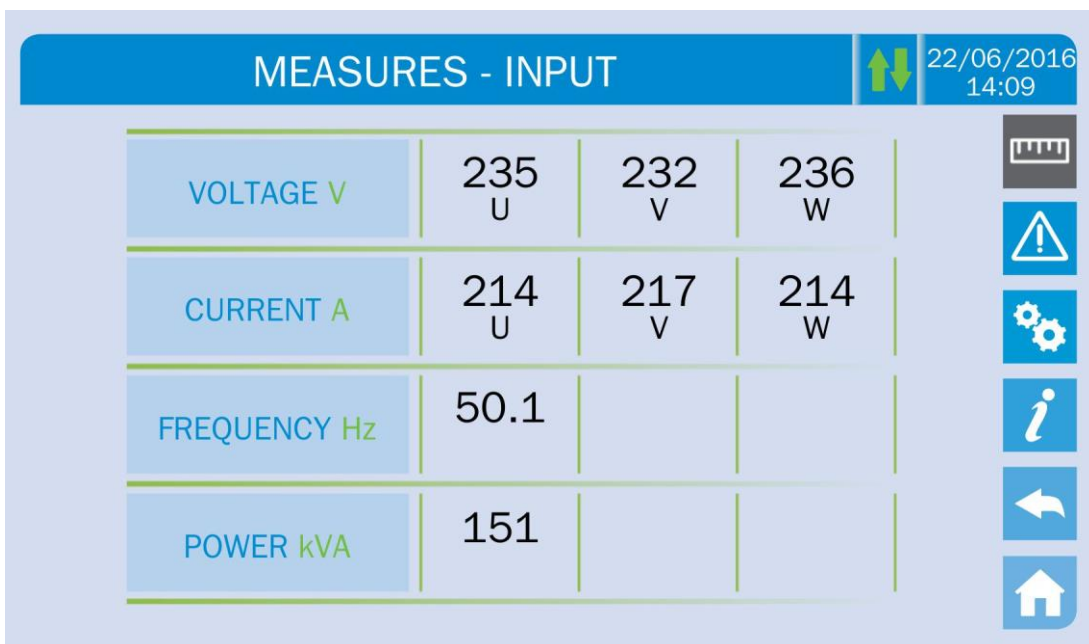 MEASURES - INPUT
22/06/2016
14:09
VOLTAGE V
235 232 236
U V W
CURRENT A
214 217 214
U V W
FREQUENCY Hz
50.1
POWER kVA
151
i